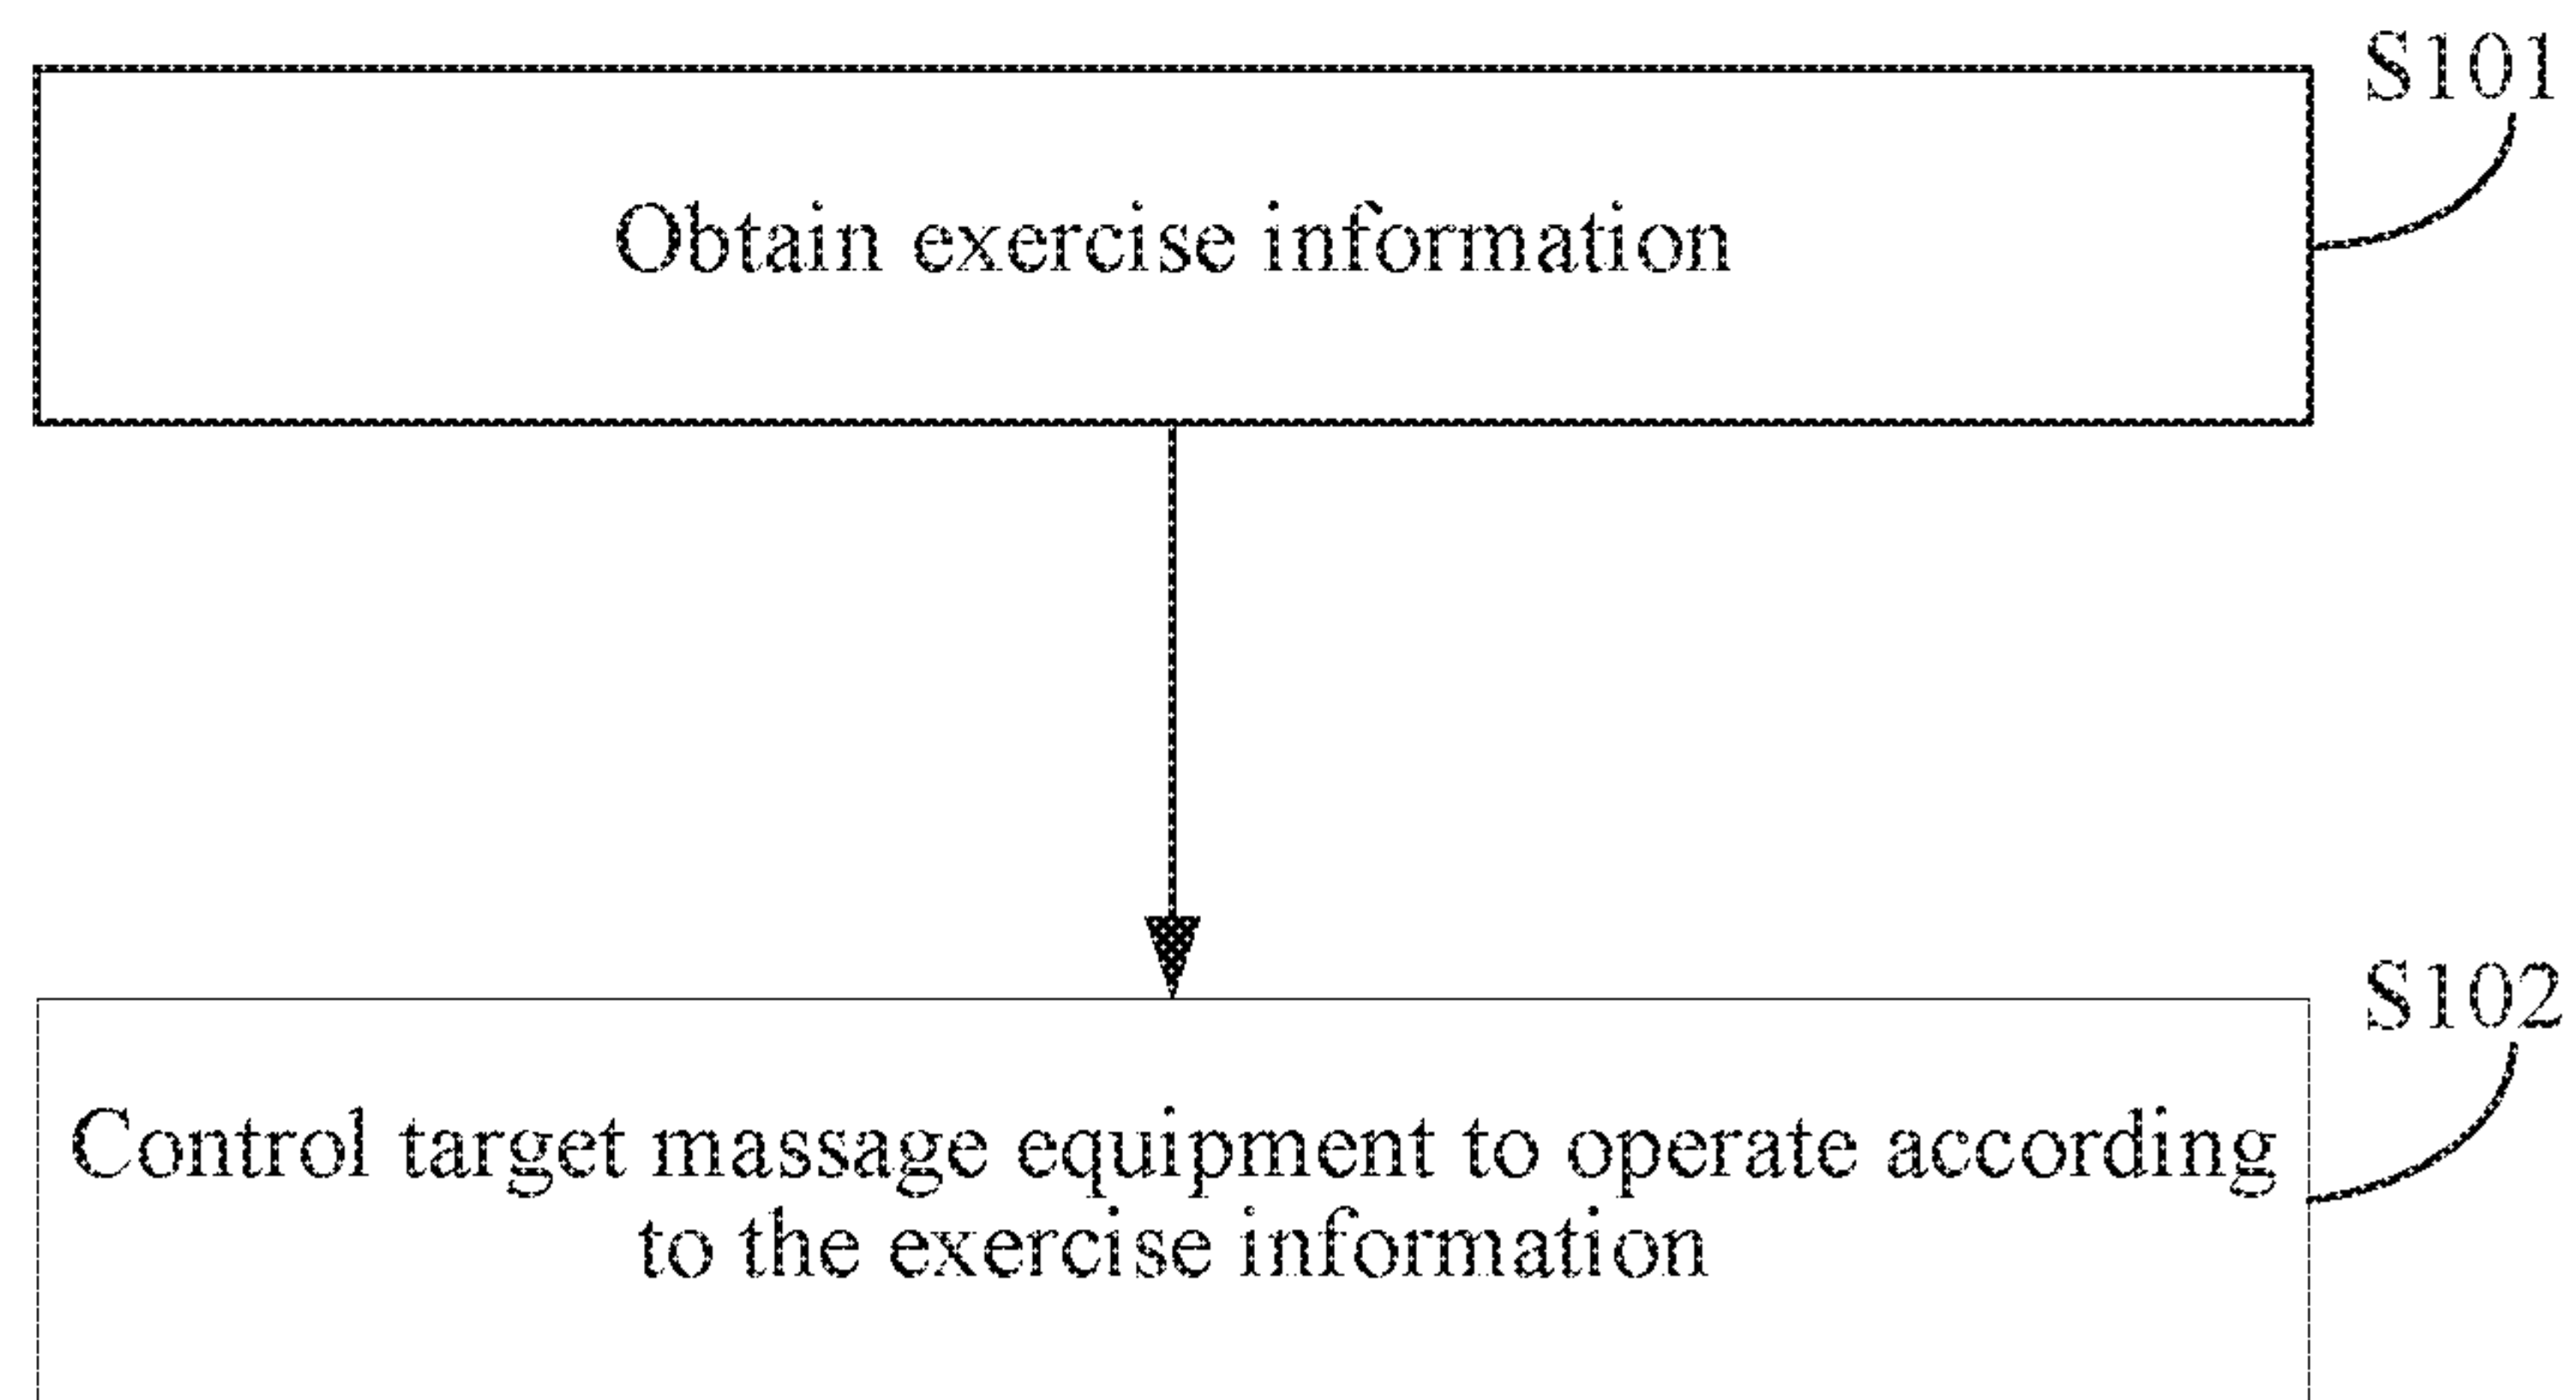 S101
Obtain exercise information
S102
Control target massage equipment to operate according
to the exercise information